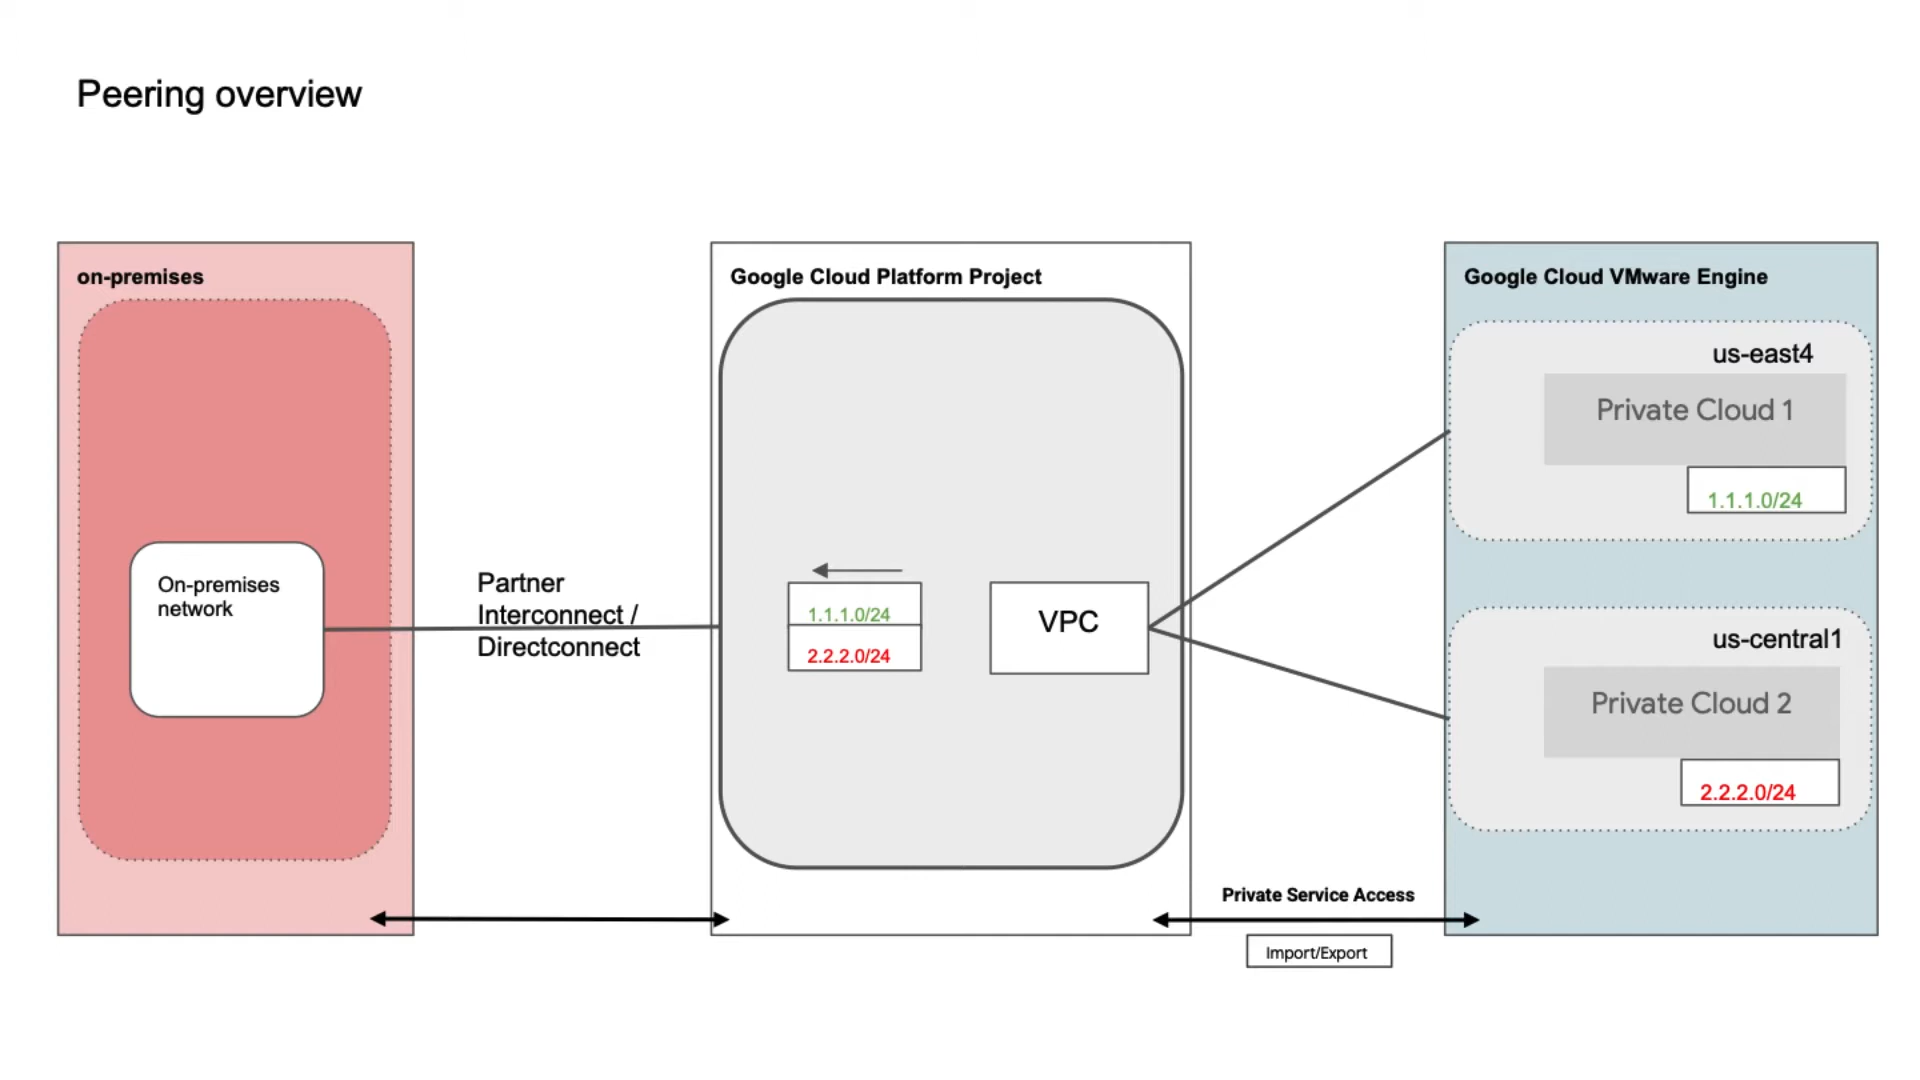 Peering overview
on-premises
On-premises
network
Partner
Interconnect /
Directconnect
Google Cloud Platform Project
1.1.1.0/24
2.2.2.0/24
VPC
Google Cloud VMware Engine
us-east4
Private Cloud 1
1.1.1.0/24
us-central1
Private Cloud 2
2.2.2.0/24
Private Service Access
Import/Export